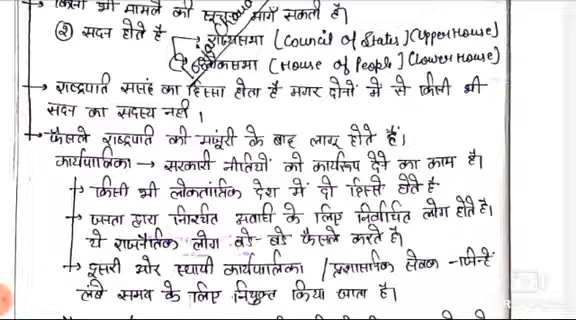 → किसी भी मामले की मांग सकती है।
② सदन होते है → राज्यसभा [Council of States] (Upper House)
→ लोकसभा [House of People] (Lower House)
→ राष्ट्रपति ससंद का हिस्सा होता है मगर दोनों में से किसी भी
सदन का सदस्य नही।
→ फैसले राष्ट्रपति की मंजूरी के बाद लागू होते हैं।
कार्यपालिका → सरकारी नीतियों को कार्यरूप देने का काम है।
→ किसी भी लोकतांत्रिक देश में दो हिस्से होते है
→ जनता द्वारा निश्चित अवधि के लिए निर्वाचित लोग होते है।
ये राजनैतिक लोग बडे-बडे फैसले करते है।
→ दूसरी ओर स्थायी कार्यपालिका / प्रशासनिक सेवक - जिन्हें
लंबे समय के लिए नियुक्त किया जाता है।